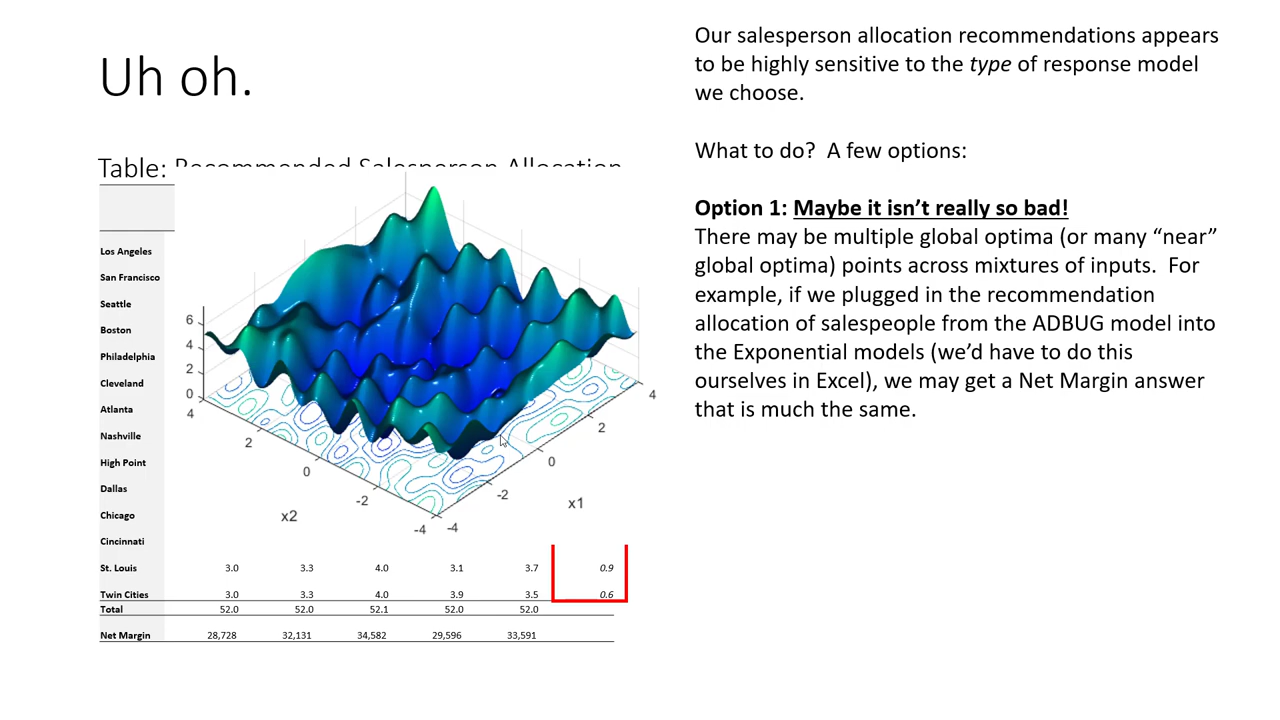 Uh oh.
Table: Recommended Salesperson Allocation
Los Angeles
San Francisco
Seattle
Boston
Philadelphia
Cleveland
Atlanta
Nashville
High Point
Dallas
Chicago
Cincinnati
St. Louis 3.0 3.3 4.0 3.1 3.7 0.9
Twin Cities 3.0 3.3 4.0 3.9 3.5 0.6
Total 52.0 52.0 52.1 52.0 52.0
Net Margin 28,728 32,131 34,582 29,596 33,591
6
4
2
0
4
2
0
-2
-4
x2
-4
-2
0
2
4
x1
Our salesperson allocation recommendations appears
to be highly sensitive to the type of response model
we choose.
What to do? A few options:
Option 1: Maybe it isn’t really so bad!
There may be multiple global optima (or many “near”
global optima) points across mixtures of inputs. For
example, if we plugged in the recommendation
allocation of salespeople from the ADBUG model into
the Exponential models (we’d have to do this
ourselves in Excel), we may get a Net Margin answer
that is much the same.